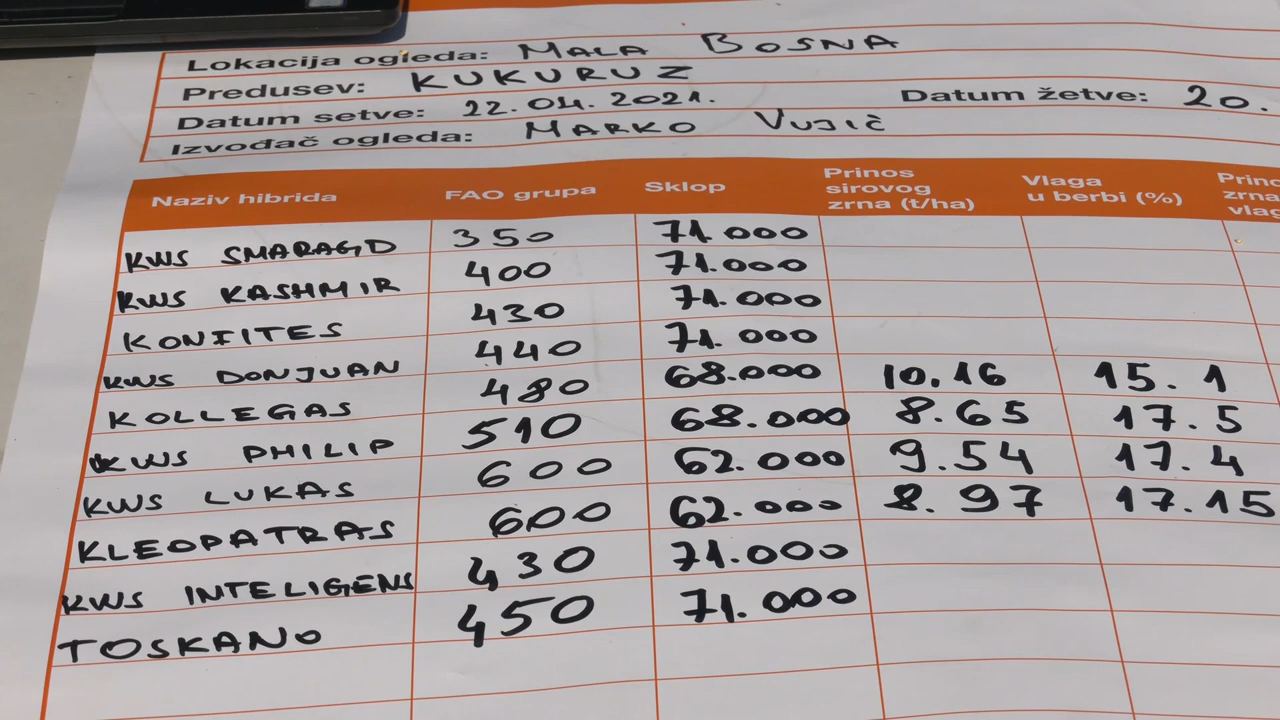 Lokacija ogleda: MALA BOSNA
Predusev: KUKURUZ
Datum setve: 22.04.2021. Datum žetve: 20.
Izvođač ogleda: MARKO VUJIĆ
Naziv hibrida FAO grupa Sklop Prinos sirovog zrna (t/ha) Vlaga u berbi (%) Prino zrna vlag
KWS SMARAGD 350 71.000
KWS KASHMIR 400 71.000
KONFITES 430 71.000
KWS DONJUAN 440 71.000
KOLLEGAS 480 68.000 10.16 15.1
KWS PHILIP 510 68.000 8.65 17.5
KWS LUKAS 600 62.000 9.54 17.4
KLEOPATRAS 600 62.000 8.97 17.15
KWS INTELIGENS 430 71.000
TOSKANO 450 71.000